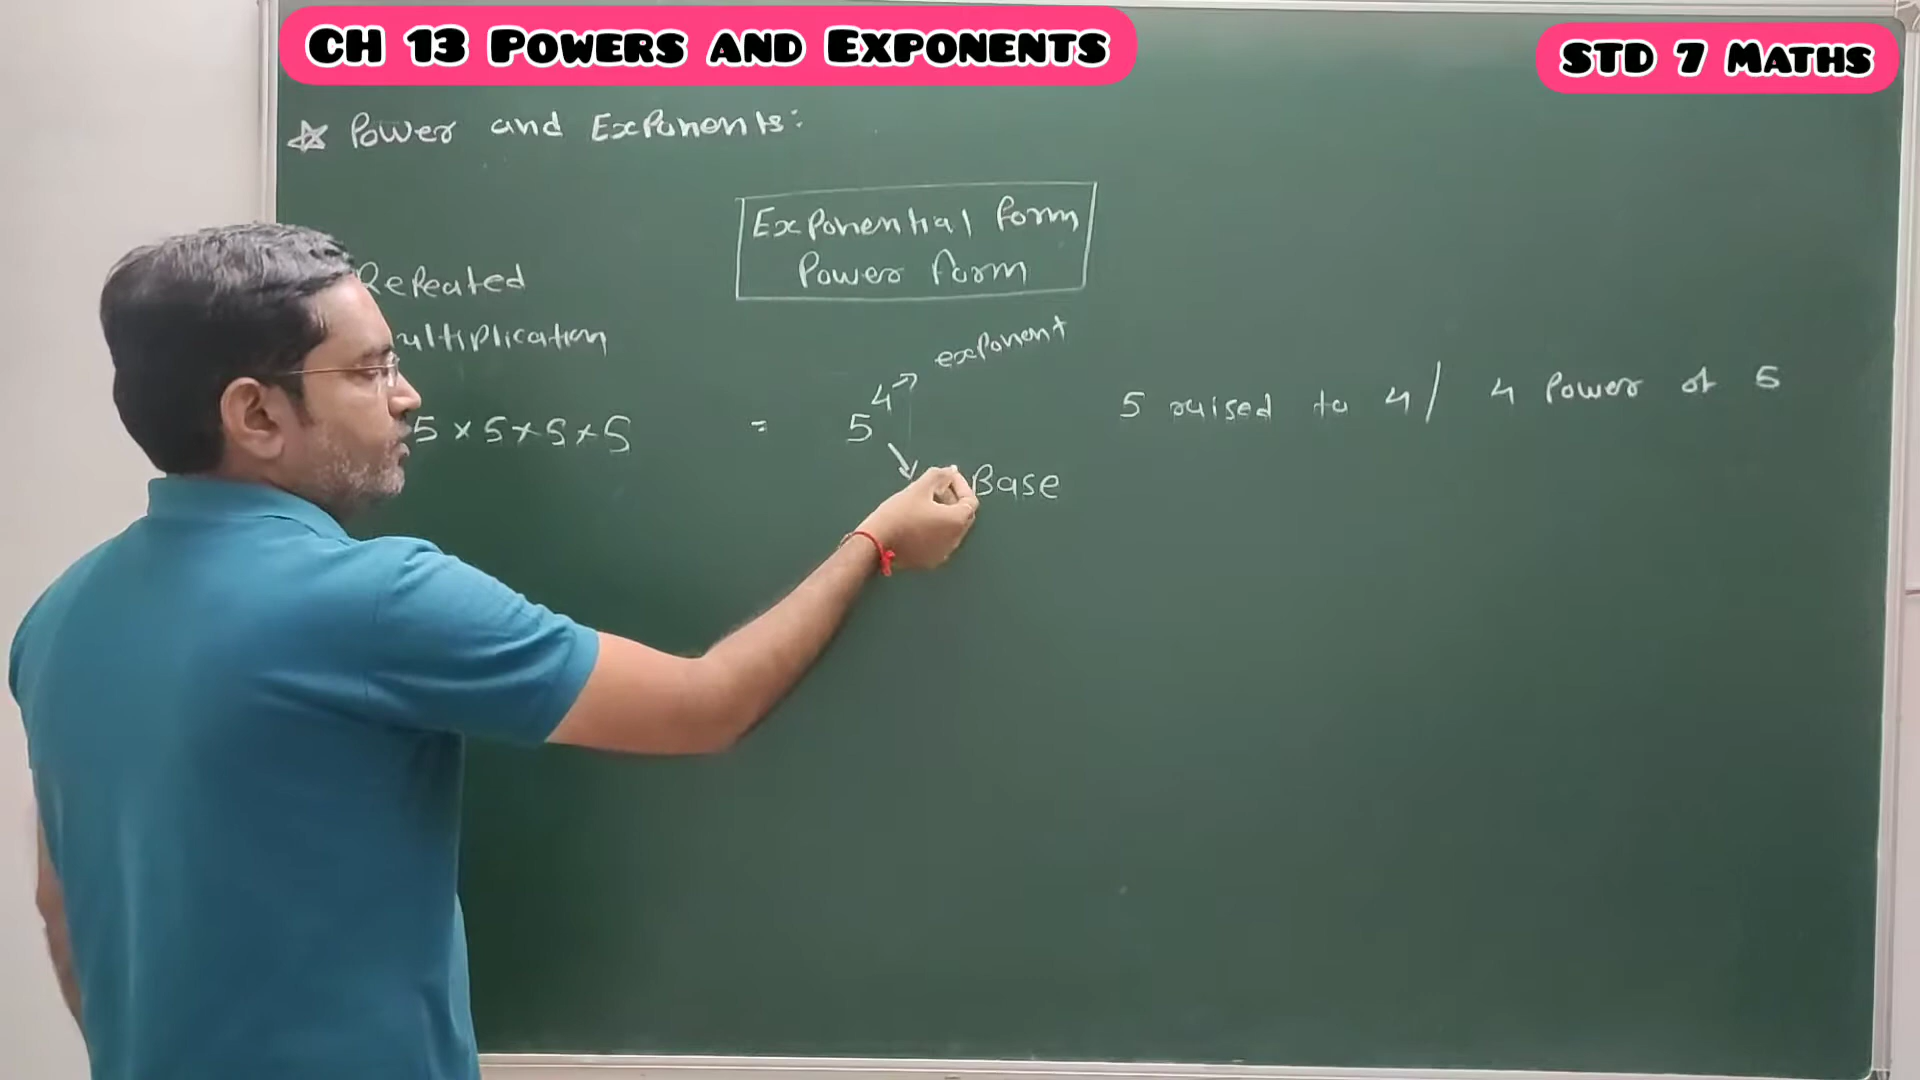 CH 13 POWERS AND EXPONENTS
STD 7 MATHS
Power and Exponents:
Exponential form
Power form
Repeated
ultiplication
exponent
5 × 5 × 5 × 5 = 5⁴
5 raised to 4 / 4 Power of 5
Base